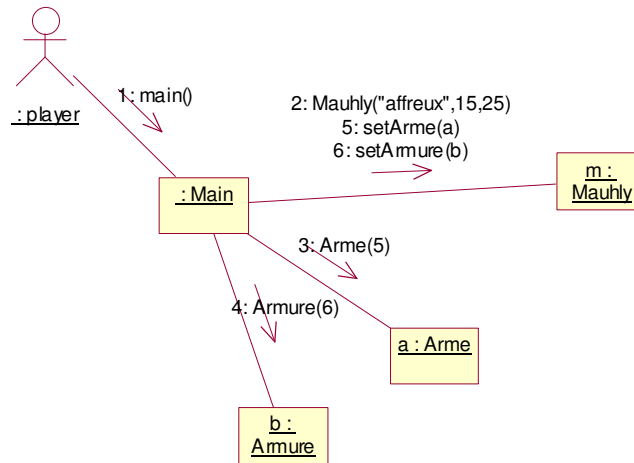 1: main()
: player
2: Mauhly("affreux",15,25)
5: setArme(a)
6: setArmure(b)
: Main
m :
Mauhly
3: Arme(5)
4: Armure(6)
a : Arme
b :
Armure